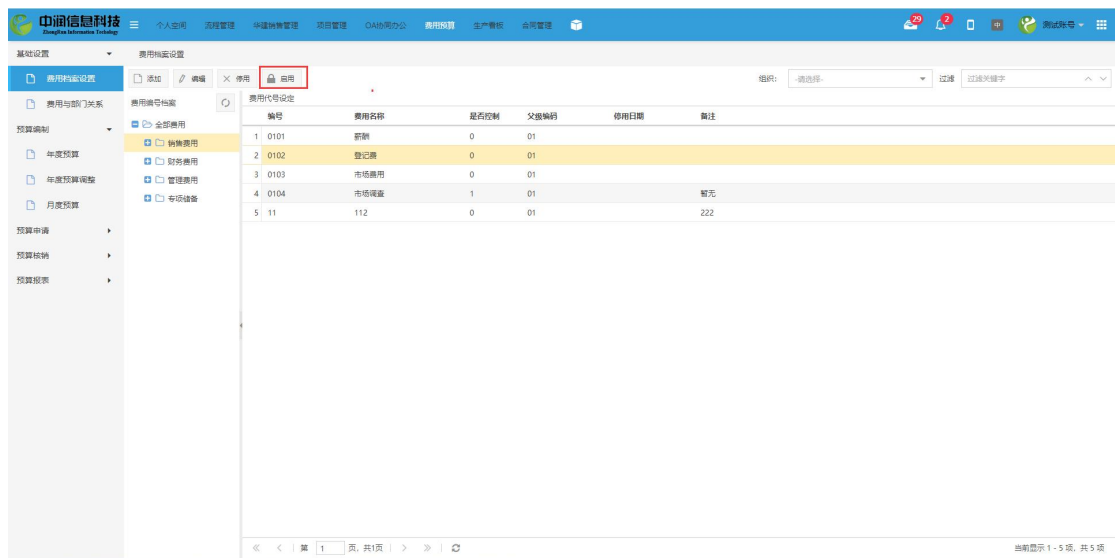 中润信息科技 个人空间 流程管理 华建销售管理 项目管理 OA协同办公 费用预算 生产看板 合同管理 29 2 中 测试账号
ZhongRun Information Technology
基础设置 费用档案设置
费用档案设置 添加 编辑 停用 启用 组织: -请选择- 过滤 过滤关键字
费用与部门关系 费用编号档案 费用代号设定
编号 费用名称 是否控制 父级编码 停用日期 备注
预算编制 全部费用
1 0101 薪酬 0 01
销售费用
年度预算 2 0102 登记费 0 01
财务费用
年度预算调整 管理费用 3 0103 市场费用 0 01
专项储备 4 0104 市场调查 1 01 暂无
月度预算 5 11 112 0 01 222
预算申请
预算核销
预算报表
第 1 页, 共1页 当前显示 1 - 5 项, 共 5 项